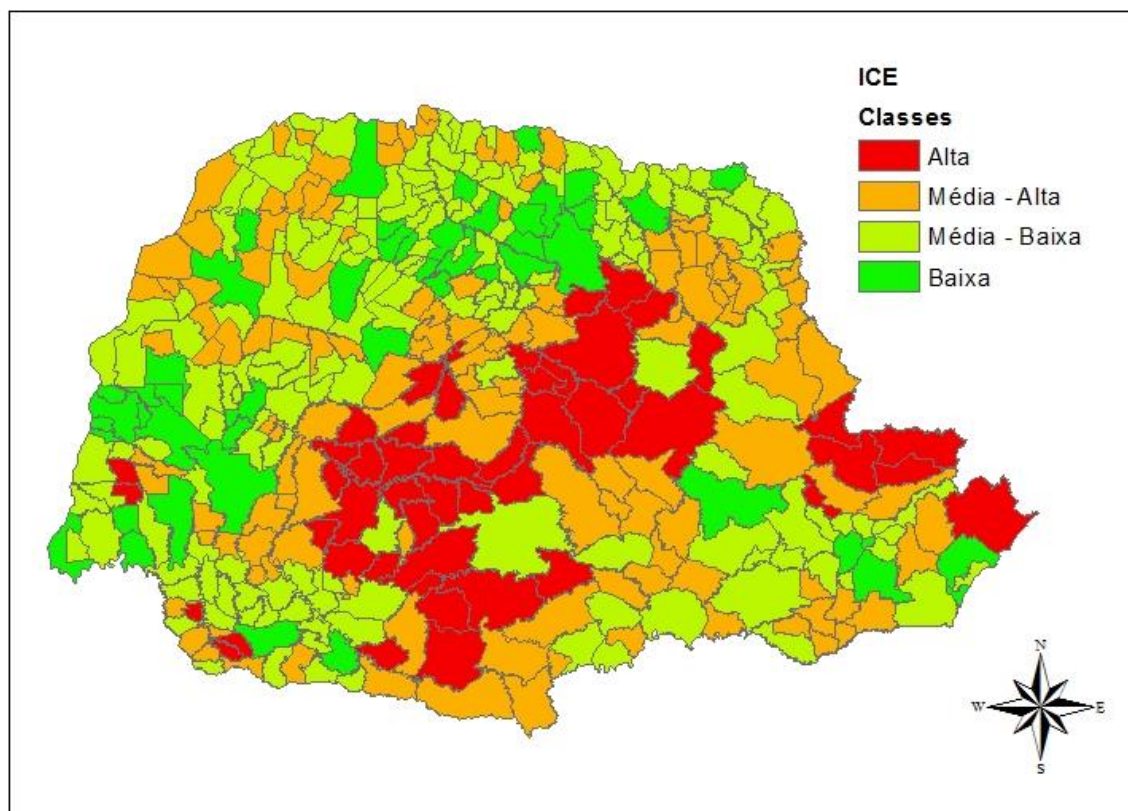 ICE
Classes
Alta
Média - Alta
Média - Baixa
Baixa
N
W E
S